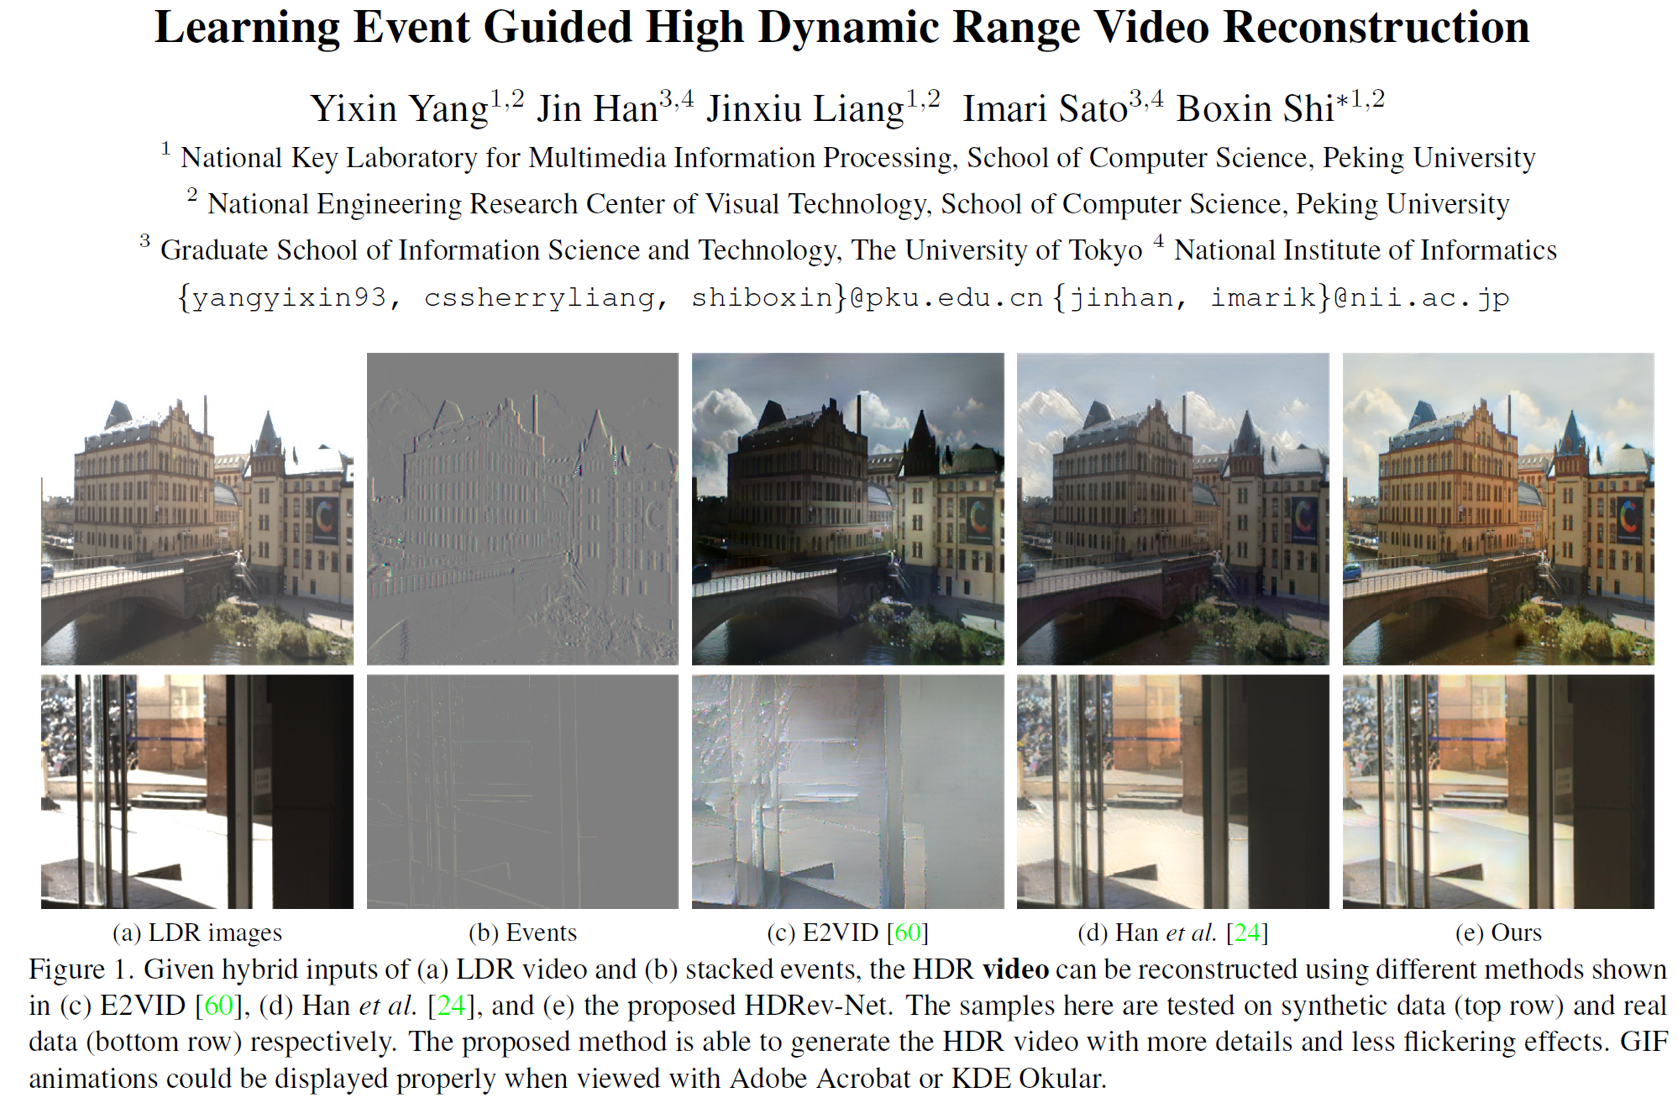 Learning Event Guided High Dynamic Range Video Reconstruction
Yixin Yang1,2 Jin Han3,4 Jinxiu Liang1,2 Imari Sato3,4 Boxin Shi*1,2
1 National Key Laboratory for Multimedia Information Processing, School of Computer Science, Peking University
2 National Engineering Research Center of Visual Technology, School of Computer Science, Peking University
3 Graduate School of Information Science and Technology, The University of Tokyo 4 National Institute of Informatics
{yangyixin93, cssherryliang, shiboxin}@pku.edu.cn {jinhan, imarik}@nii.ac.jp
(a) LDR images
(b) Events
(c) E2VID [60]
(d) Han et al. [24]
(e) Ours
Figure 1. Given hybrid inputs of (a) LDR video and (b) stacked events, the HDR video can be reconstructed using different methods shown
in (c) E2VID [60], (d) Han et al. [24], and (e) the proposed HDRev-Net. The samples here are tested on synthetic data (top row) and real
data (bottom row) respectively. The proposed method is able to generate the HDR video with more details and less flickering effects. GIF
animations could be displayed properly when viewed with Adobe Acrobat or KDE Okular.